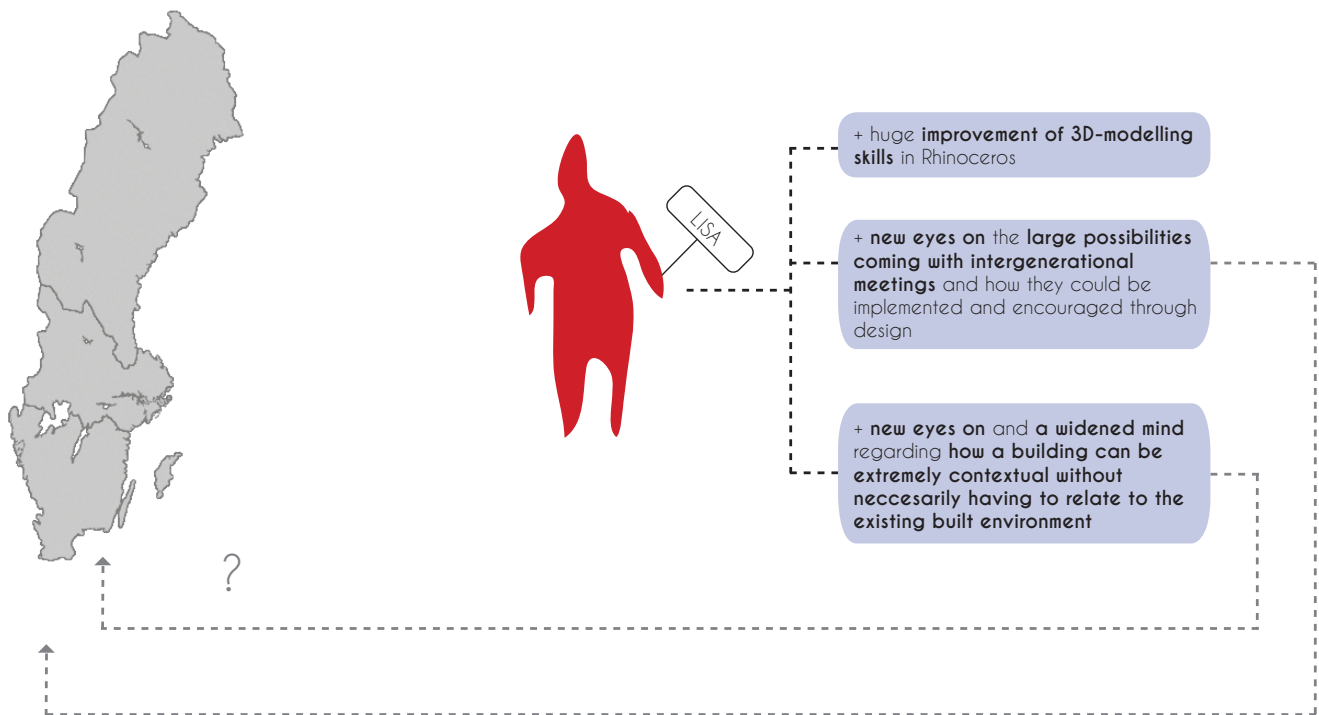 + huge improvement of 3D-modelling
skills in Rhinoceros
LISA
+ new eyes on the large possibilities
coming with intergenerational
meetings and how they could be
implemented and encouraged through
design
+ new eyes on and a widened mind
regarding how a building can be
extremely contextual without
neccesarily having to relate to the
existing built environment
?